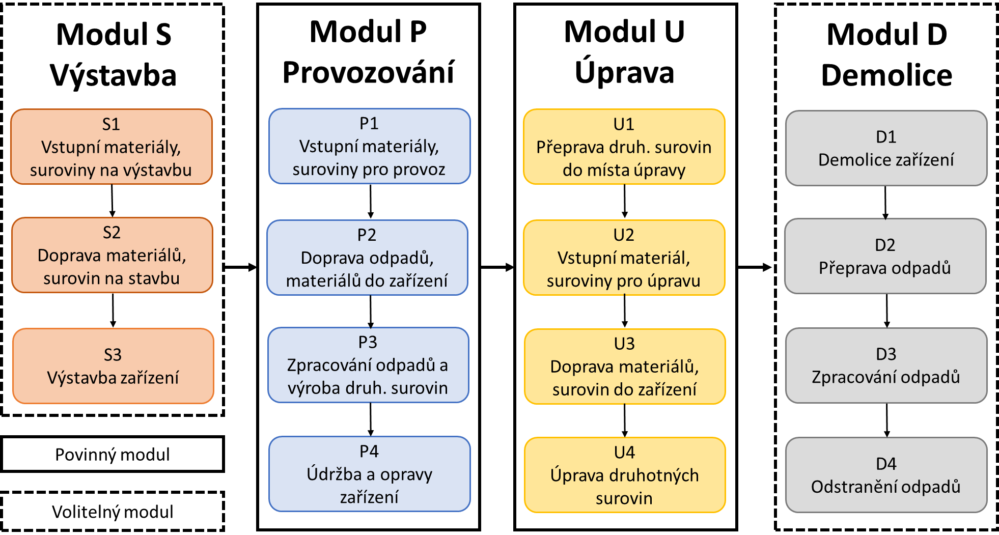 Modul S
Výstavba
S1
Vstupní materiály,
suroviny na výstavbu
S2
Doprava materiálů,
surovin na stavbu
S3
Výstavba zařízení
Povinný modul
Volitelný modul
Modul P
Provozování
P1
Vstupní materiály,
suroviny pro provoz
P2
Doprava odpadů,
materiálů do zařízení
P3
Zpracování odpadů a
výroba druh. surovin
P4
Údržba a opravy
zařízení
Modul U
Úprava
U1
Přeprava druh. surovin
do místa úpravy
U2
Vstupní materiál,
suroviny pro úpravu
U3
Doprava materiálů,
surovin do zařízení
U4
Úprava druhotných
surovin
Modul D
Demolice
D1
Demolice zařízení
D2
Přeprava odpadů
D3
Zpracování odpadů
D4
Odstranění odpadů